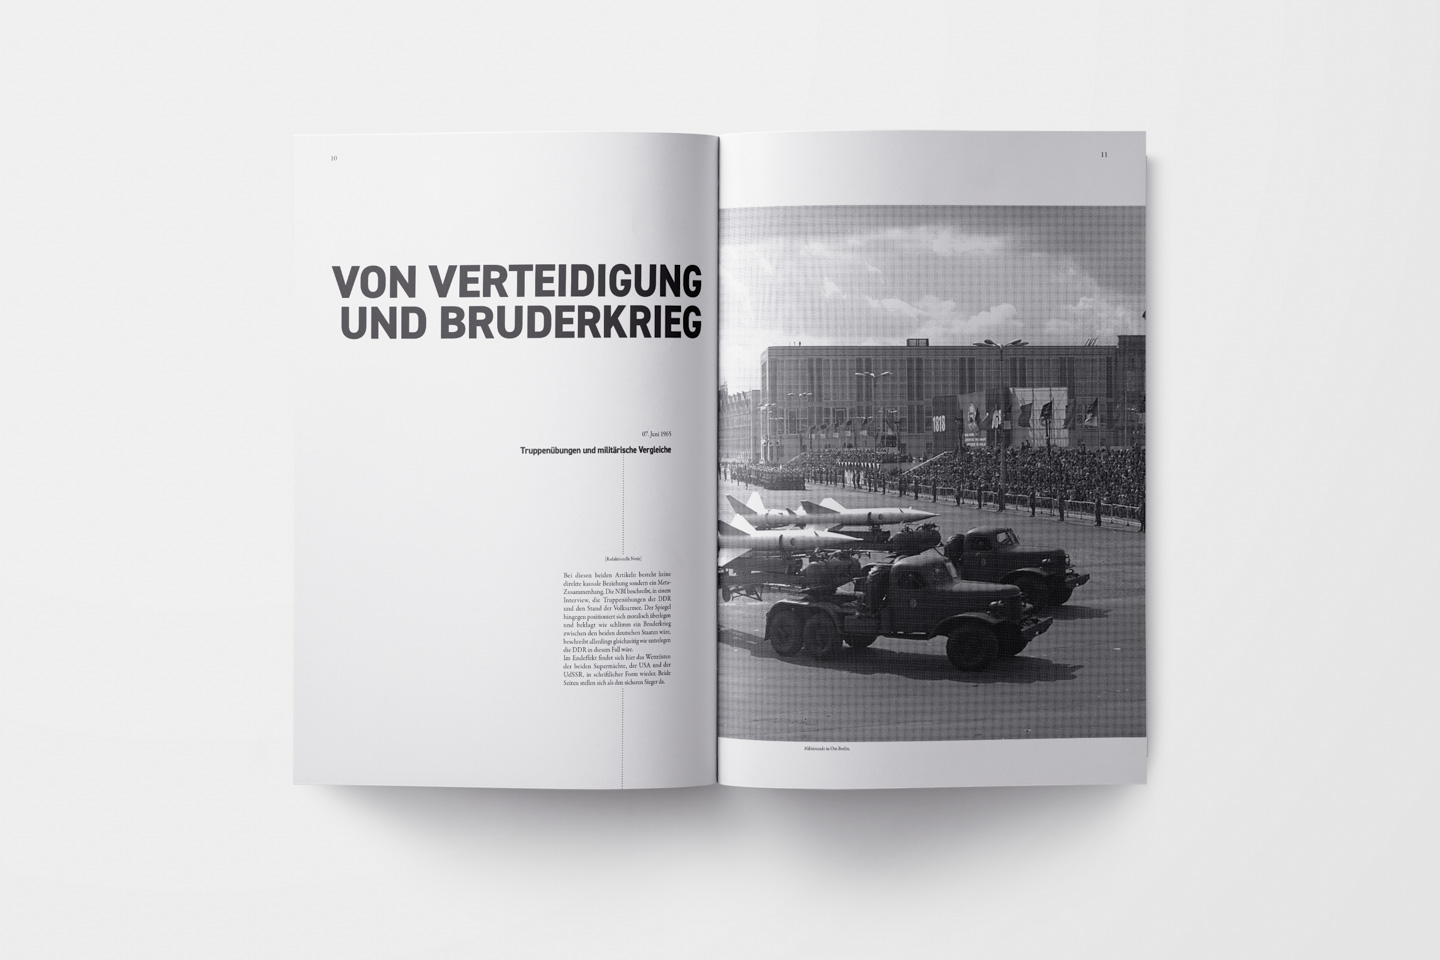 10
VON VERTEIDIGUNG
UND BRUDERKRIEG
07. Juni 1965
Truppenübungen und militärische Vergleiche
[Redaktionelle Notiz]
Bei diesen beiden Artikeln besteht keine
direkte kausale Beziehung sondern ein Meta-
Zusammenhang. Die NBI beschreibt, in einem
Interview, die Truppenübungen der DDR
und den Stand der Volksarmee. Der Spiegel
hingegen positioniert sich moralisch überlegen
und beklagt wie schlimm ein Bruderkrieg
zwischen den beiden deutschen Staaten wäre,
beschreibt allerdings gleichzeitig wie unterlegen
die DDR in diesem Fall wäre.
Im Endeffekt findet sich hier das Wettrüsten
der beiden Supermächte, der USA und der
UdSSR, in schriftlicher Form wieder. Beide
Seiten stellen sich als den sicheren Sieger da.
11
1818
in Ost-Berlin.